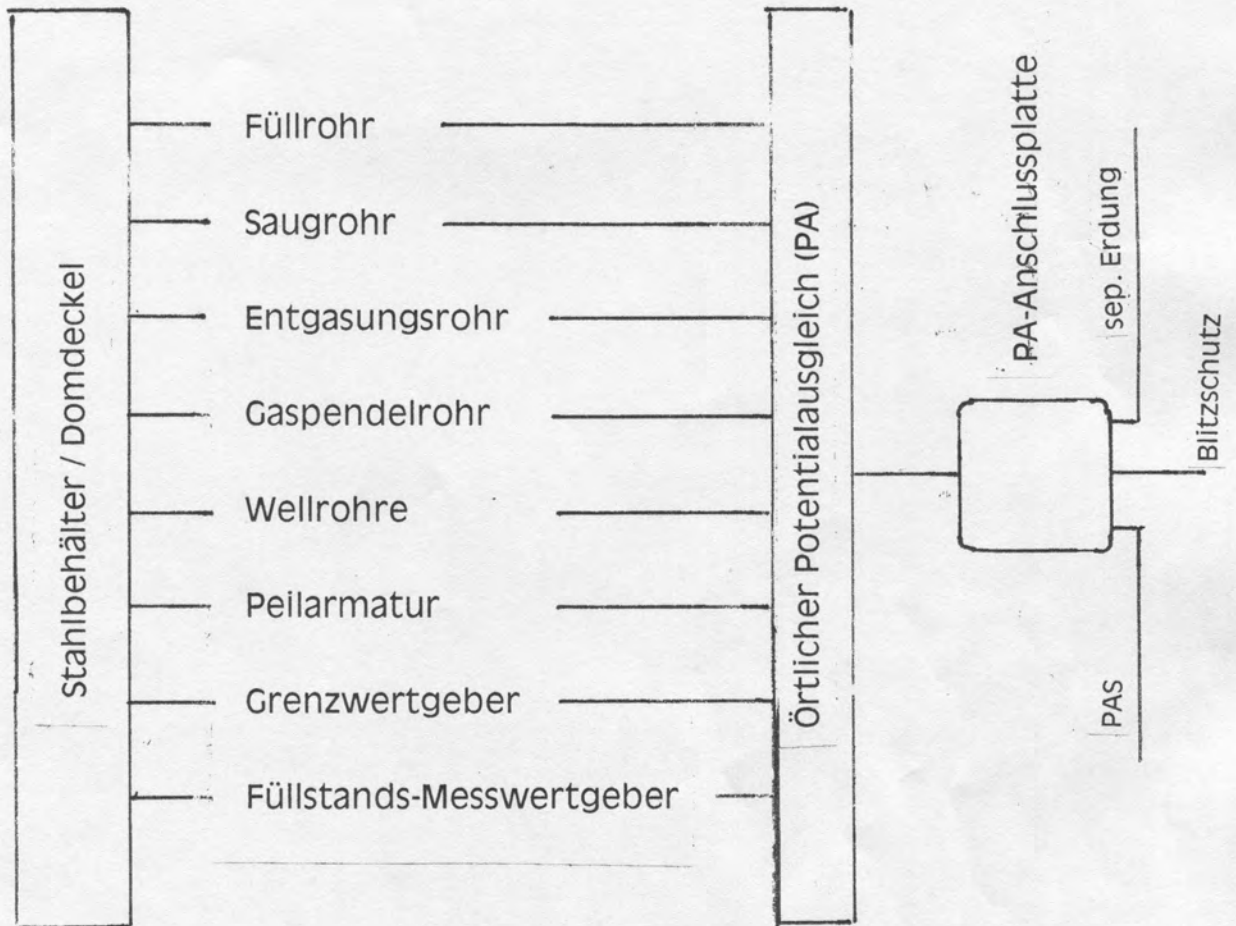 Stahlbehälter / Domdeckel
Füllrohr
Saugrohr
Entgasungsrohr
Gaspendelrohr
Wellrohre
Peilarmatur
Grenzwertgeber
Füllstands-Messwertgeber
Örtlicher Potentialausgleich (PA)
PA-Anschlussplatte
sep. Erdung
Blitzschutz
PAS